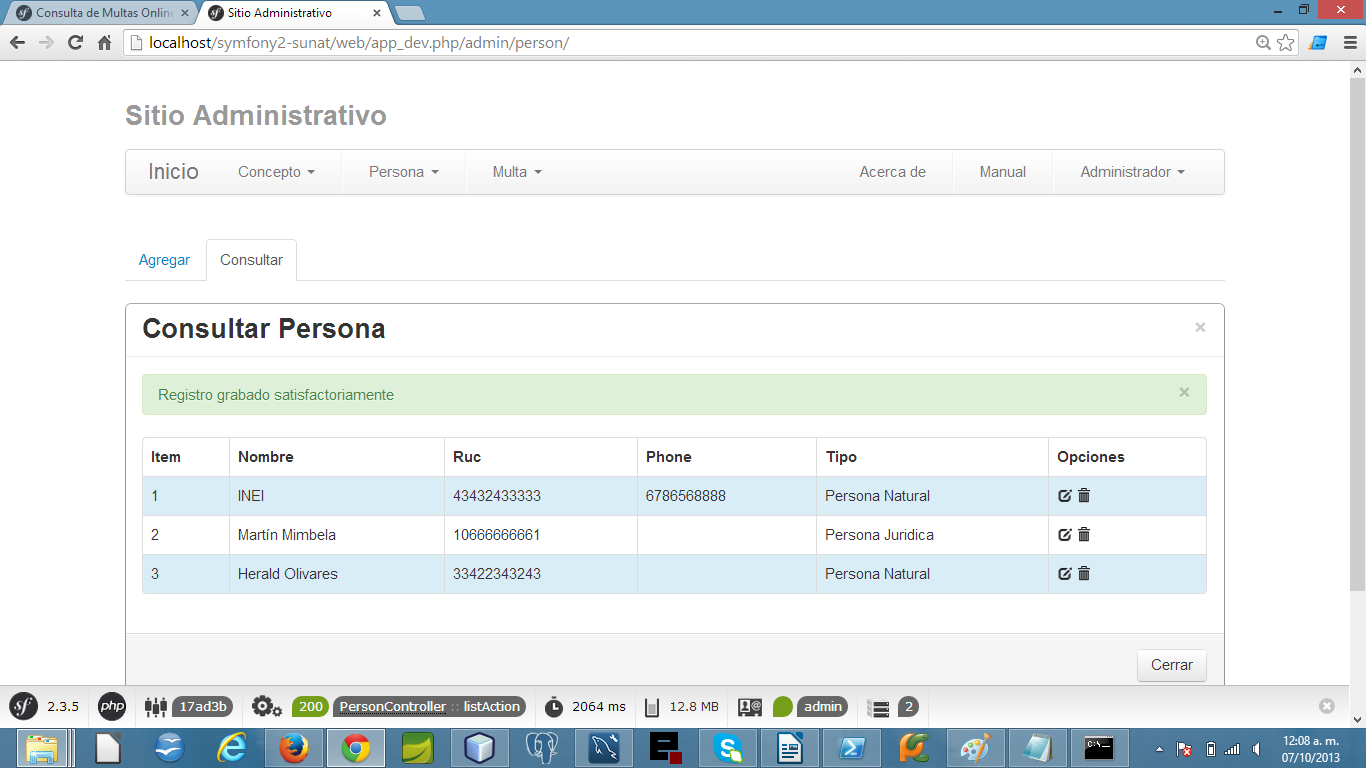 Consulta de Multas Online
Sitio Administrativo
localhost/symfony2-sunat/web/app_dev.php/admin/person/
Sitio Administrativo
Inicio Concepto Persona Multa Acerca de Manual Administrador
Agregar Consultar
Consultar Persona
Registro grabado satisfactoriamente
Item Nombre Ruc Phone Tipo Opciones
1 INEI 43432433333 6786568888 Persona Natural
2 Martín Mimbela 10666666661 Persona Juridica
3 Herald Olivares 33422343243 Persona Natural
Cerrar
sf 2.3.5 php 17ad3b 200 PersonController :: listAction 2064 ms 12.8 MB admin 2
12:08 a. m.
07/10/2013